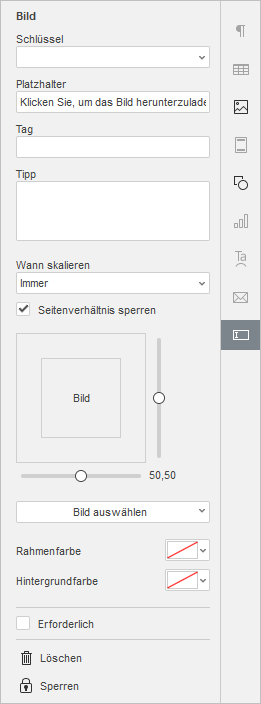 Bild
Schlüssel
Platzhalter
Klicken Sie, um das Bild herunterzulade
Tag
Tipp
Wann skalieren
Immer
Seitenverhältnis sperren
Bild
50,50
Bild auswählen
Rahmenfarbe
Hintergrundfarbe
Erforderlich
Löschen
Sperren
Ta